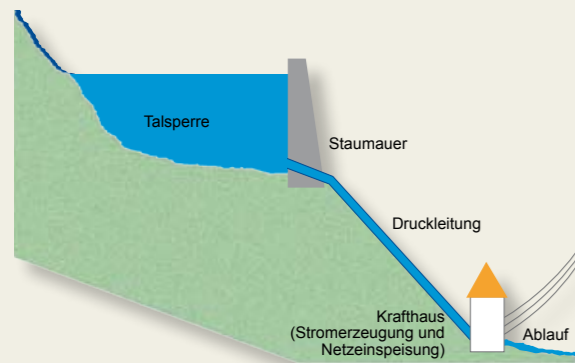 Talsperre
Staumauer
Druckleitung
Krafthaus
(Stromerzeugung und
Netzeinspeisung)
Ablauf